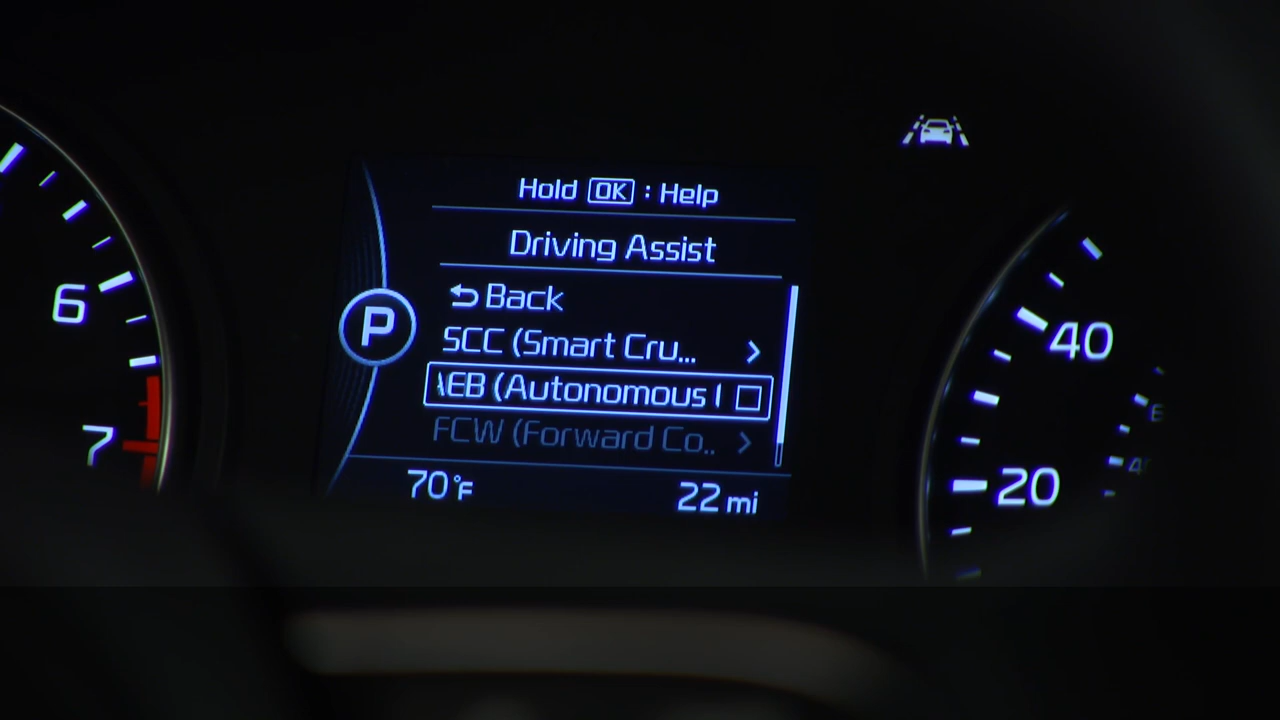 Hold OK : Help
Driving Assist
Back
SCC (Smart Cru...
AEB (Autonomous
FCW (Forward Co..
70°F
22 mi
P
6
7
40
20